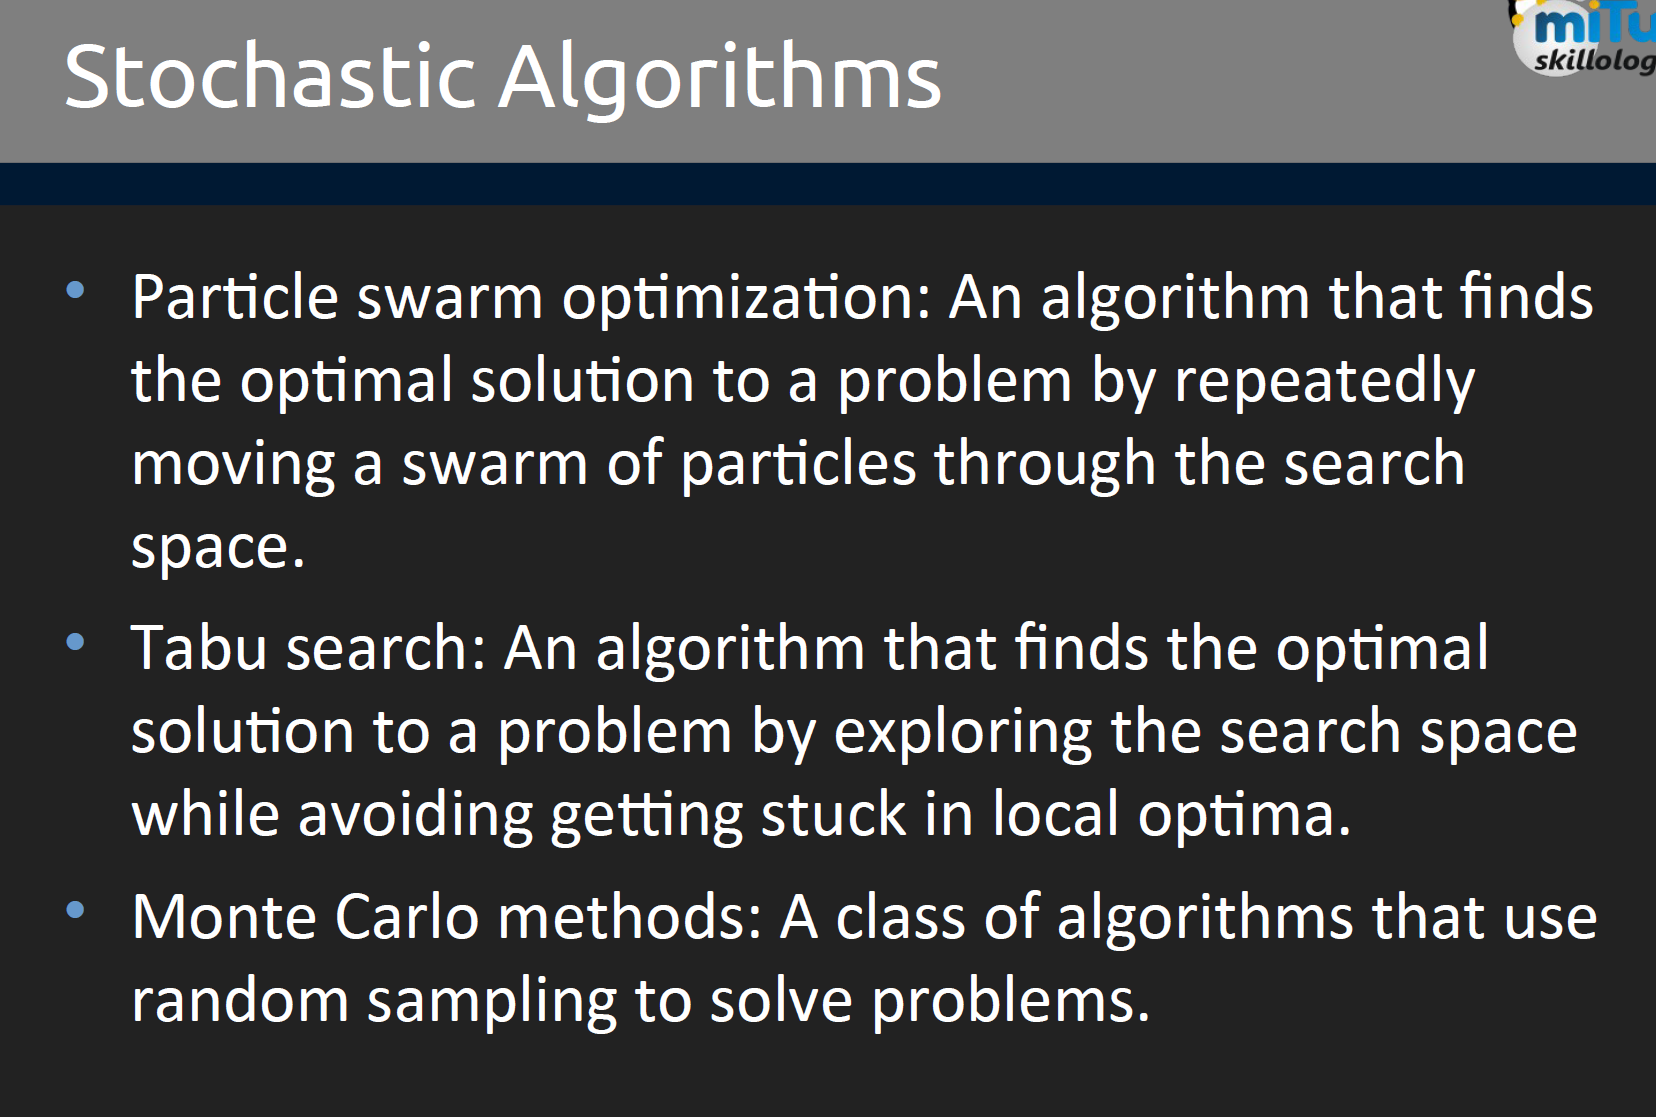 Stochastic Algorithms
miTu
skillolog
• Particle swarm optimization: An algorithm that finds
the optimal solution to a problem by repeatedly
moving a swarm of particles through the search
space.
• Tabu search: An algorithm that finds the optimal
solution to a problem by exploring the search space
while avoiding getting stuck in local optima.
• Monte Carlo methods: A class of algorithms that use
random sampling to solve problems.